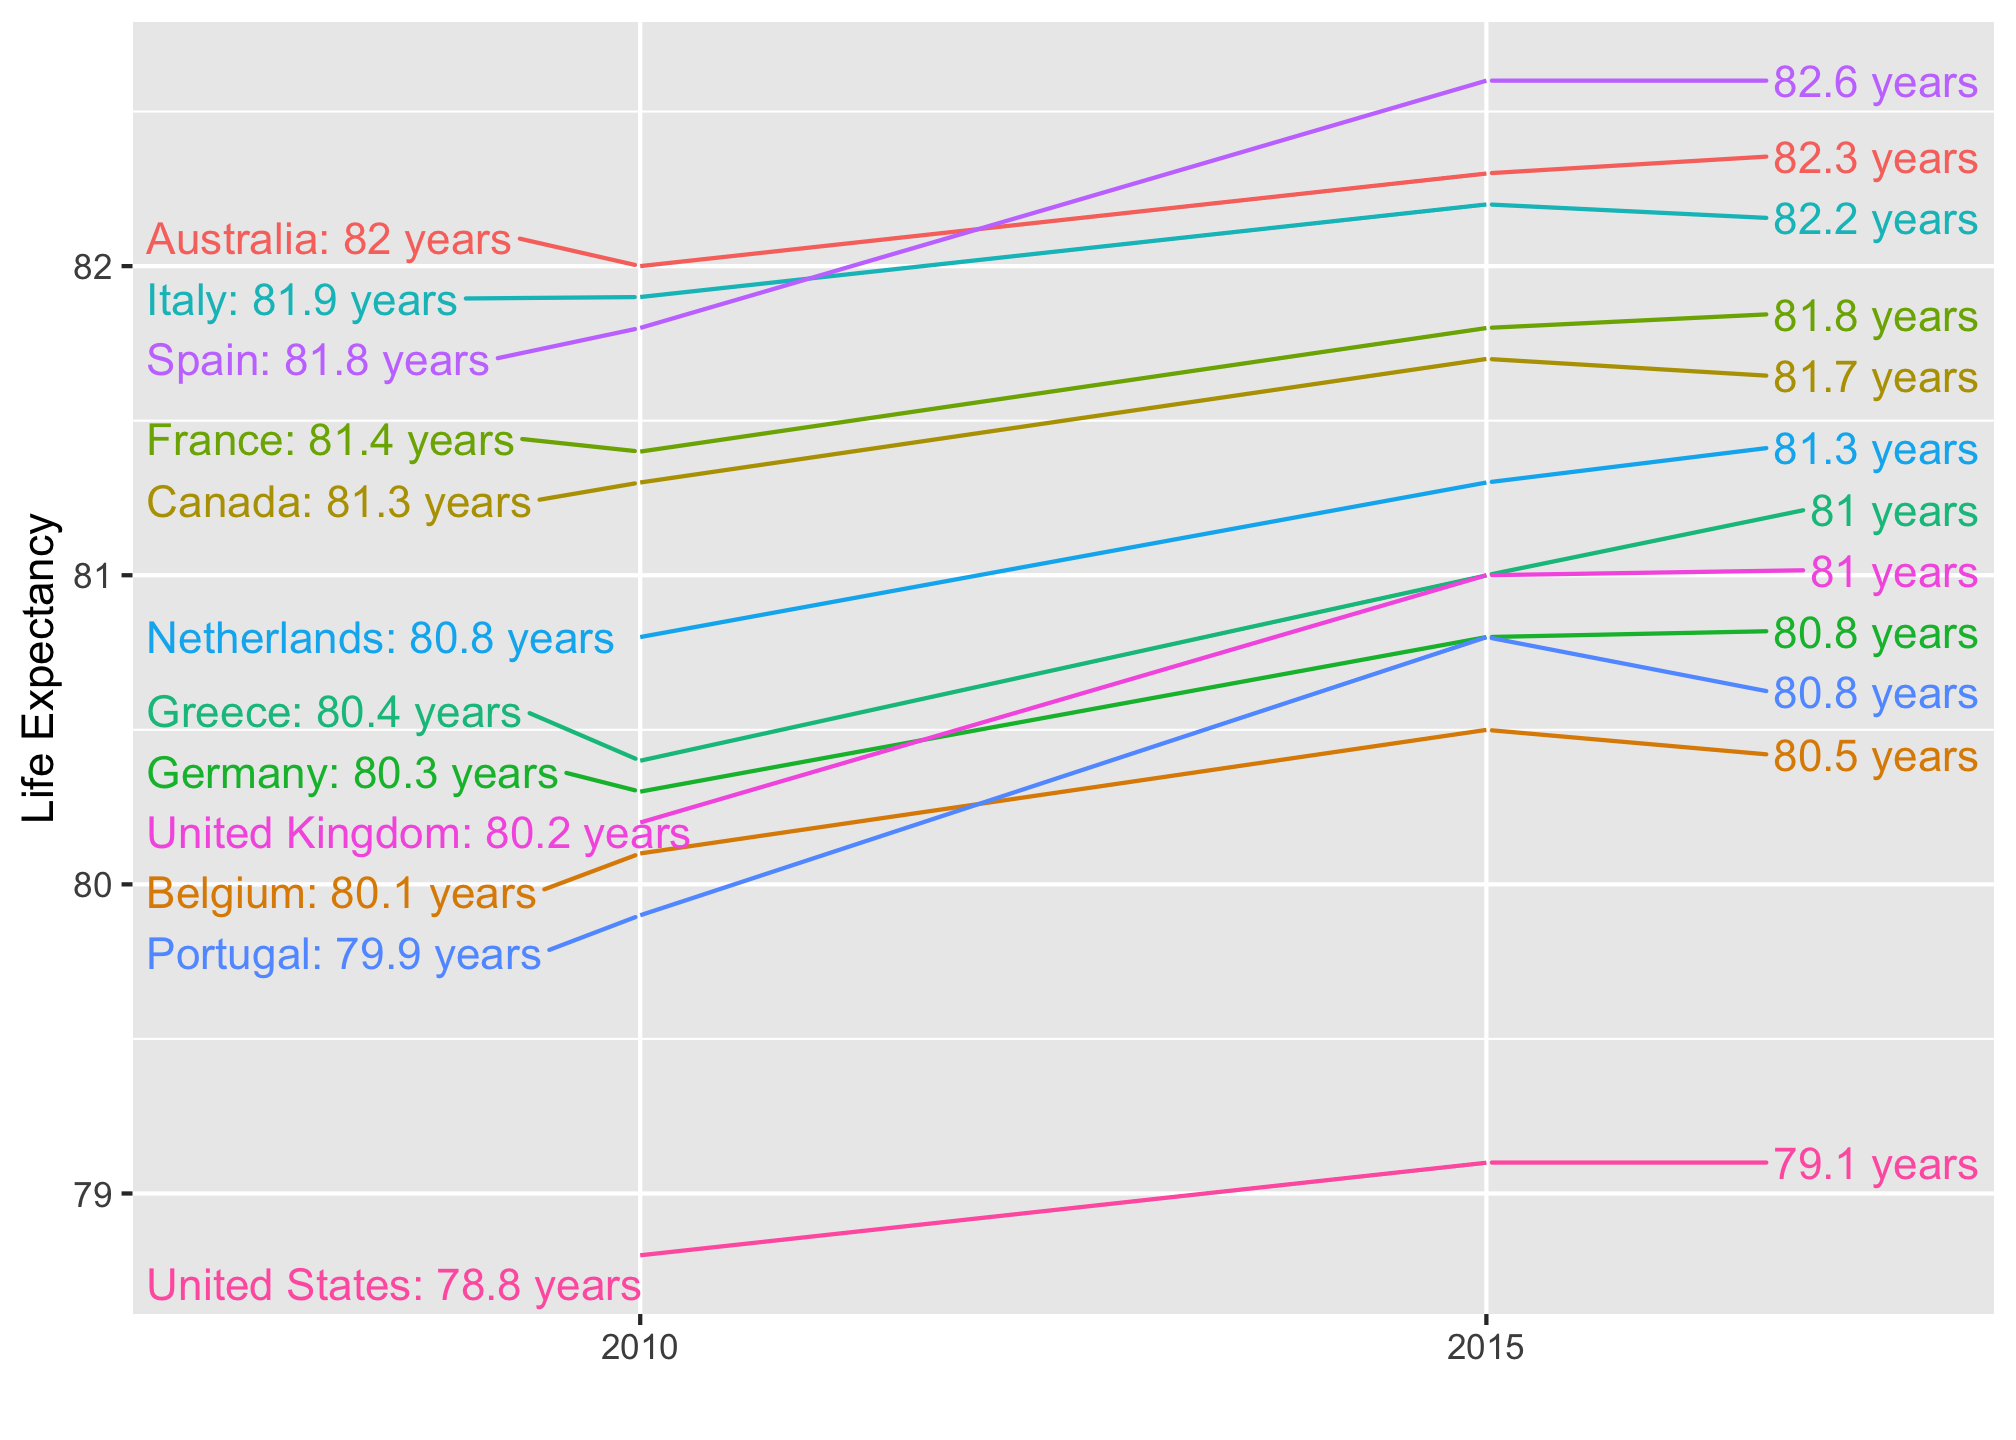 82.6 years
82.3 years
82.2 years
Australia: 82 years
82
Italy: 81.9 years
81.8 years
Spain: 81.8 years
81.7 years
France: 81.4 years
81.3 years
Canada: 81.3 years
81 years
81
81 years
Netherlands: 80.8 years
80.8 years
80.8 years
Greece: 80.4 years
80.5 years
Germany: 80.3 years
United Kingdom: 80.2 years
80
Belgium: 80.1 years
Portugal: 79.9 years
79.1 years
79
United States: 78.8 years
Life Expectancy
2010
2015